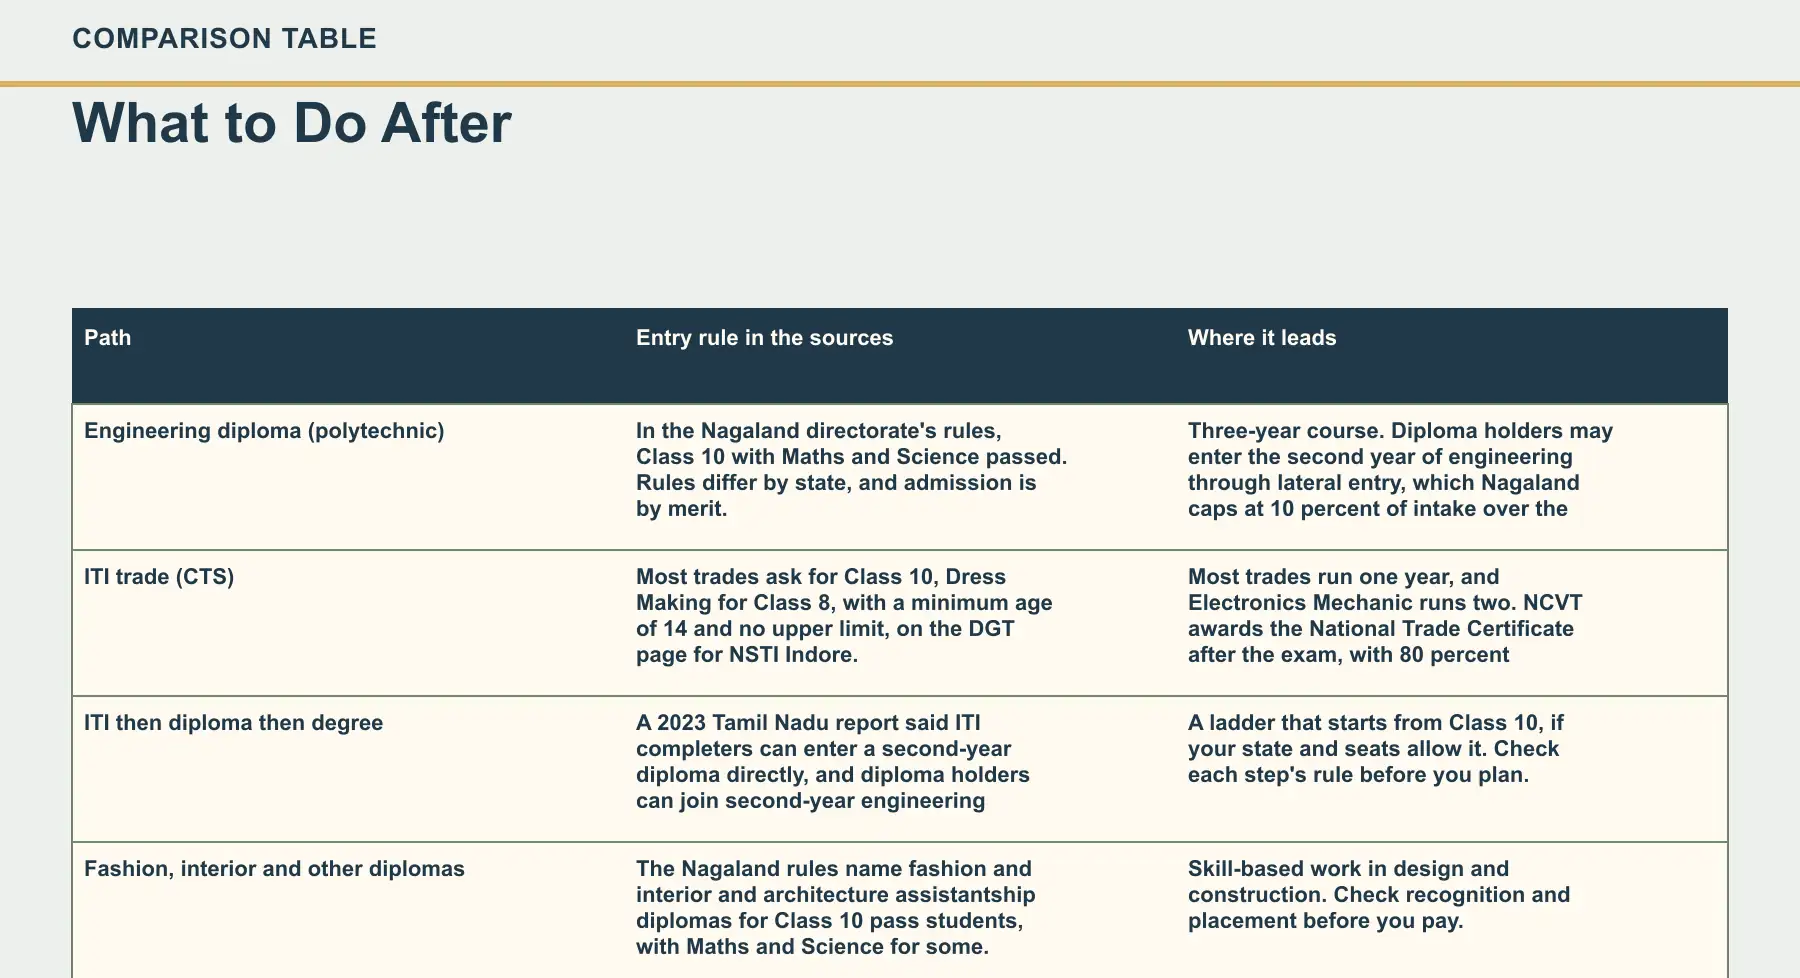 COMPARISON TABLE
What to Do After
Path
Entry rule in the sources
Where it leads
Engineering diploma (polytechnic)
In the Nagaland directorate's rules,
Class 10 with Maths and Science passed.
Rules differ by state, and admission is
by merit.
Three-year course. Diploma holders may
enter the second year of engineering
through lateral entry, which Nagaland
caps at 10 percent of intake over the
ITI trade (CTS)
Most trades ask for Class 10, Dress
Making for Class 8, with a minimum age
of 14 and no upper limit, on the DGT
page for NSTI Indore.
Most trades run one year, and
Electronics Mechanic runs two. NCVT
awards the National Trade Certificate
after the exam, with 80 percent
ITI then diploma then degree
A 2023 Tamil Nadu report said ITI
completers can enter a second-year
diploma directly, and diploma holders
can join second-year engineering
A ladder that starts from Class 10, if
your state and seats allow it. Check
each step's rule before you plan.
Fashion, interior and other diplomas
The Nagaland rules name fashion and
interior and architecture assistantship
diplomas for Class 10 pass students,
with Maths and Science for some.
Skill-based work in design and
construction. Check recognition and
placement before you pay.